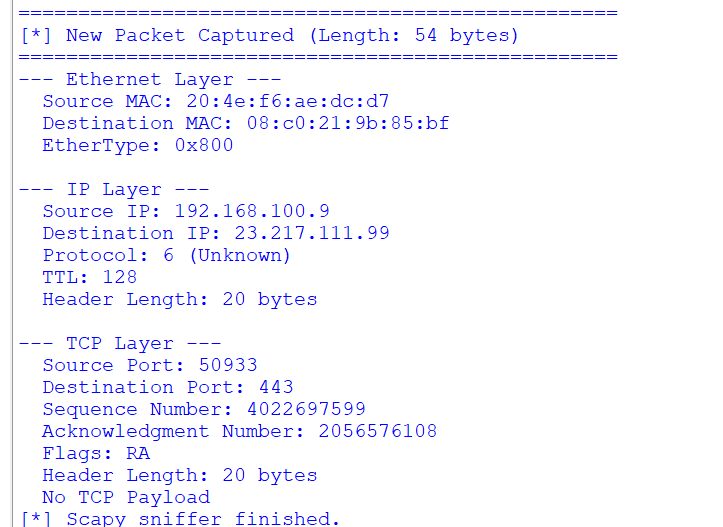 ==================================================
[*] New Packet Captured (Length: 54 bytes)
==================================================
--- Ethernet Layer ---
  Source MAC: 20:4e:f6:ae:dc:d7
  Destination MAC: 08:c0:21:9b:85:bf
  EtherType: 0x800

--- IP Layer ---
  Source IP: 192.168.100.9
  Destination IP: 23.217.111.99
  Protocol: 6 (Unknown)
  TTL: 128
  Header Length: 20 bytes

--- TCP Layer ---
  Source Port: 50933
  Destination Port: 443
  Sequence Number: 4022697599
  Acknowledgment Number: 2056576108
  Flags: RA
  Header Length: 20 bytes
  No TCP Payload
[*] Scapy sniffer finished.